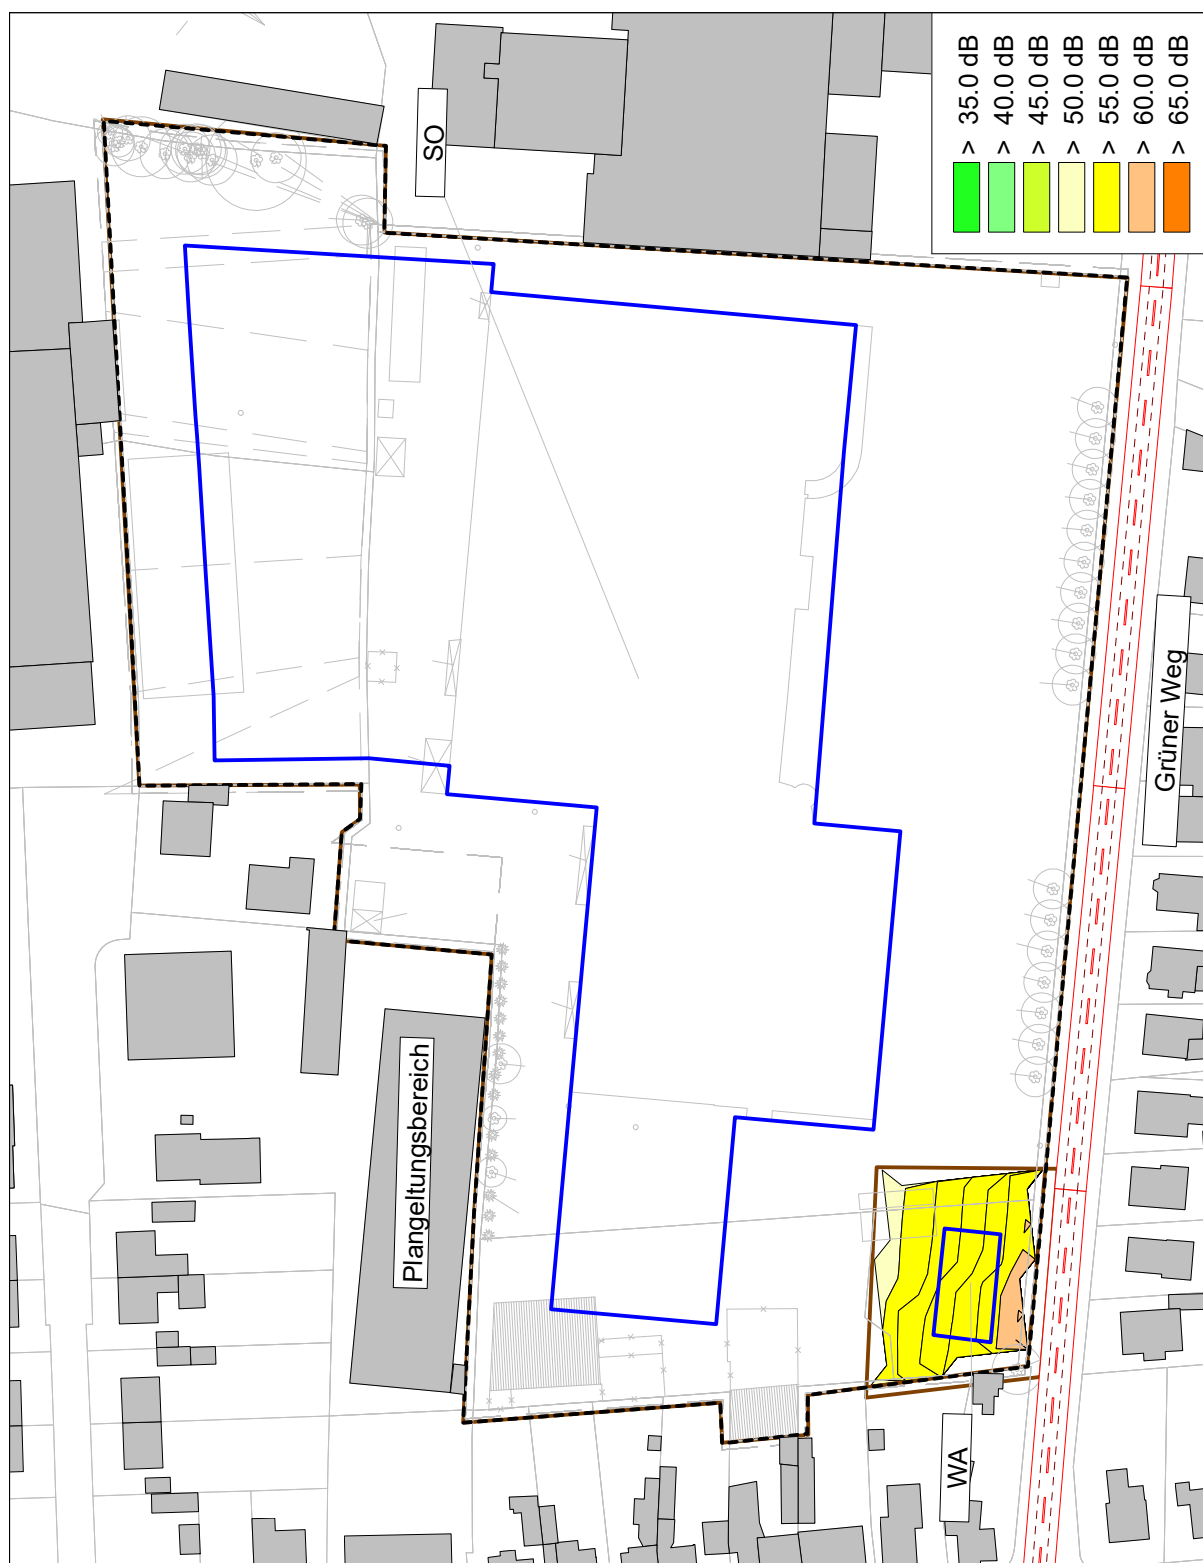 Plangeltungsbereich
SO
WA
Grüner Weg
> 35.0 dB
> 40.0 dB
> 45.0 dB
> 50.0 dB
> 55.0 dB
> 60.0 dB
> 65.0 dB